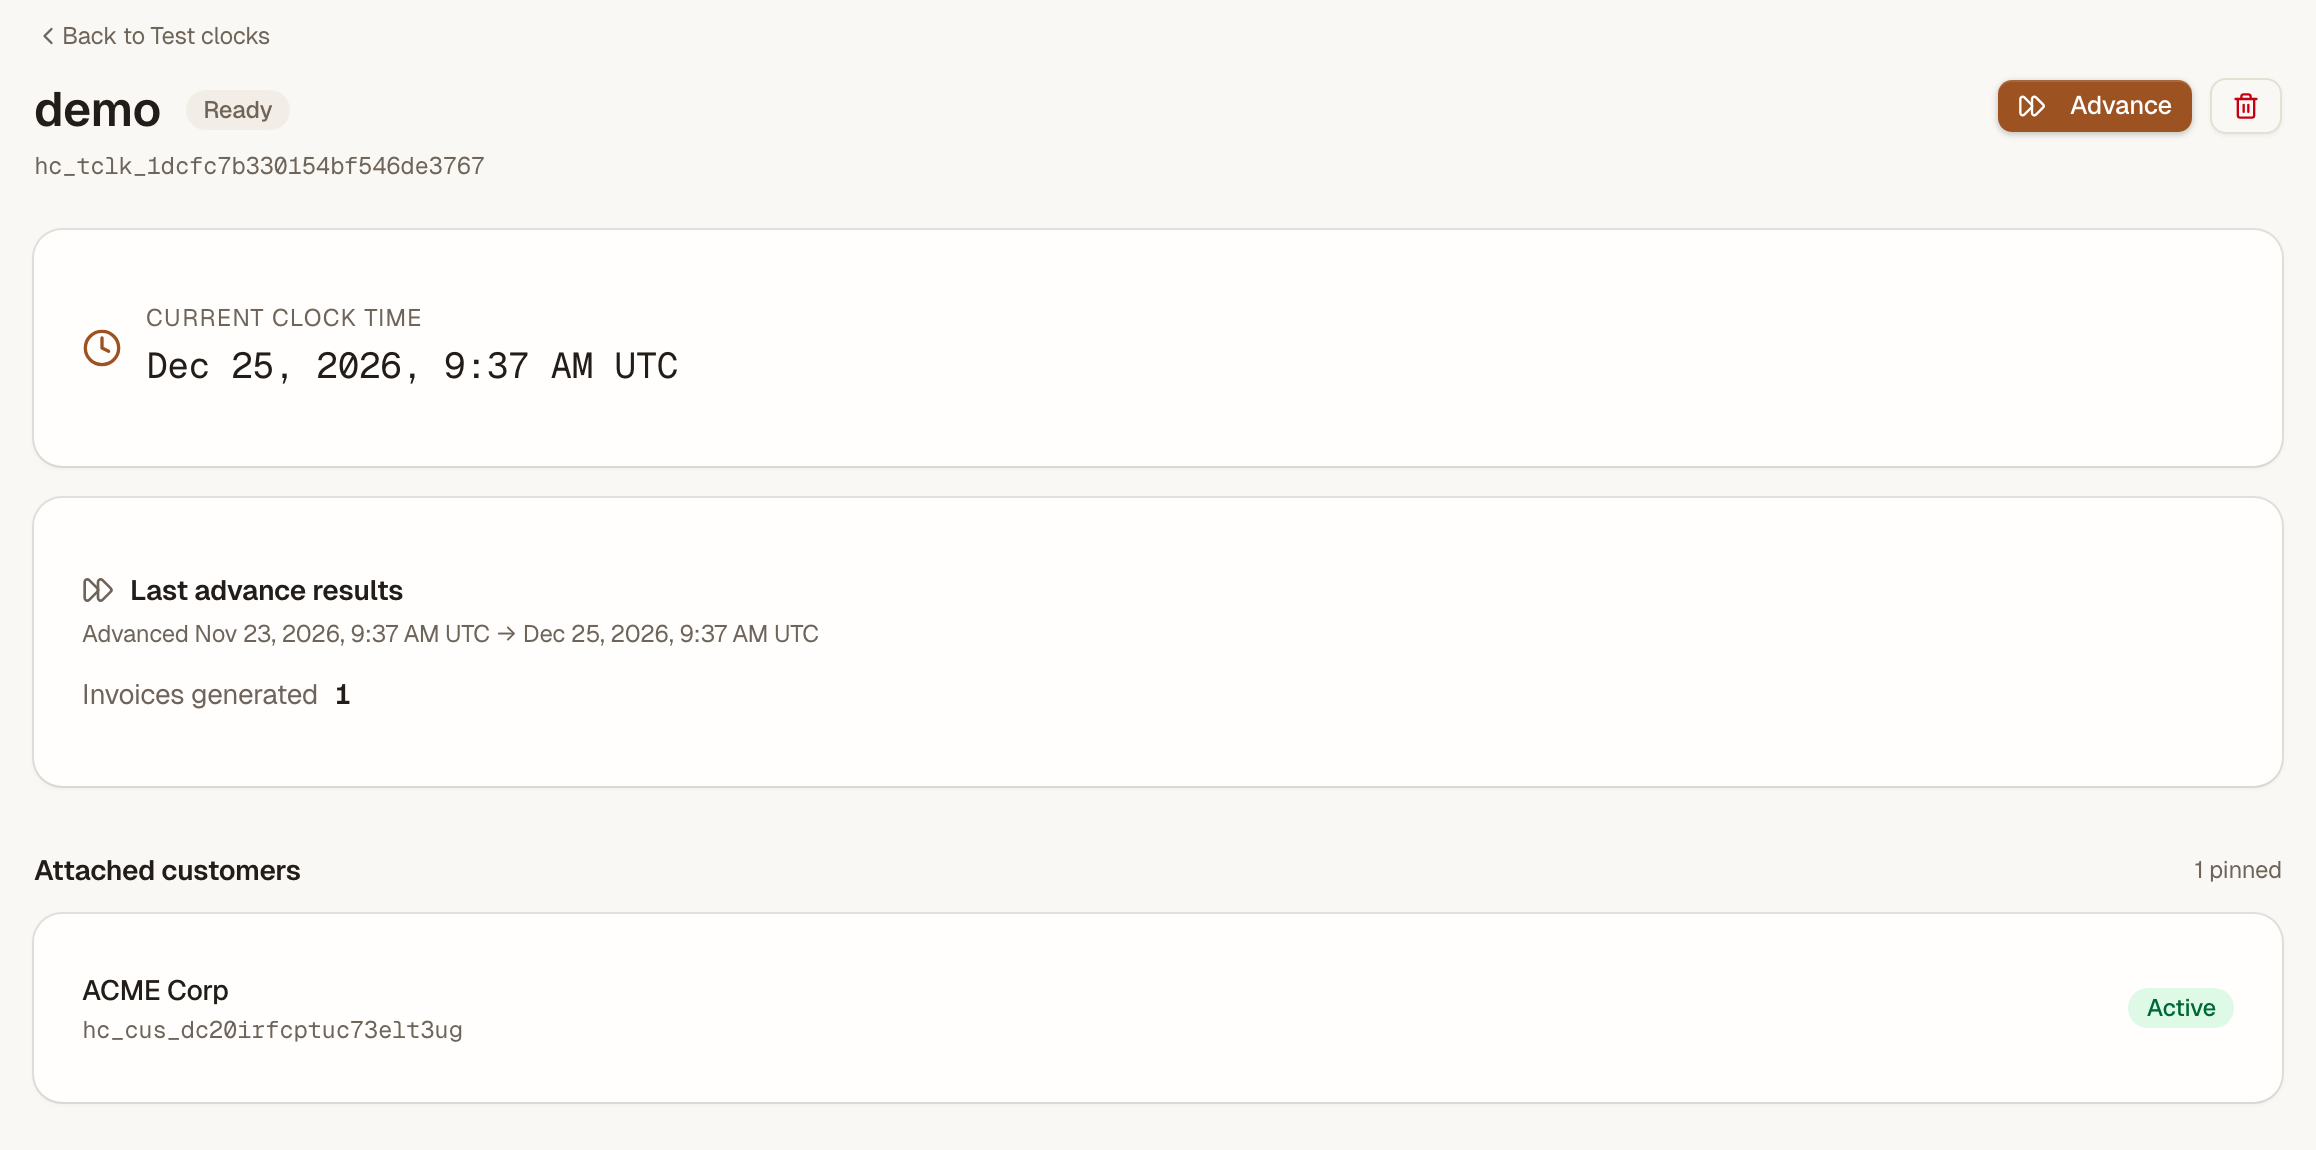 Back to Test clocks
demo
Ready
Advance
hc_tclk_1dcfc7b330154bf546de3767
CURRENT CLOCK TIME
Dec 25, 2026, 9:37 AM UTC
Last advance results
Advanced Nov 23, 2026, 9:37 AM UTC → Dec 25, 2026, 9:37 AM UTC
Invoices generated 1
Attached customers
1 pinned
ACME Corp
hc_cus_dc20irfcptuc73elt3ug
Active